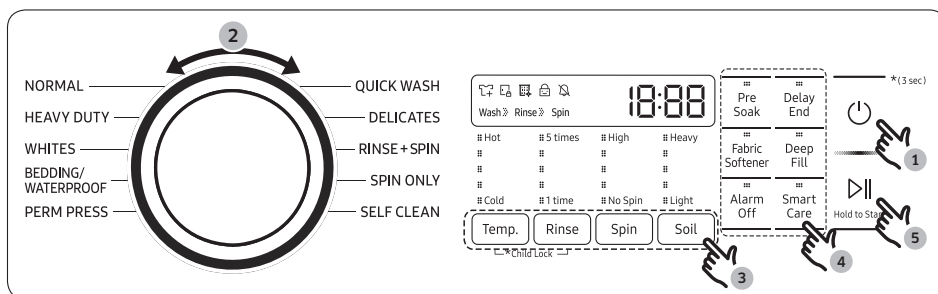 2
NORMAL
HEAVY DUTY
WHITES
BEDDING/
WATERPROOF
PERM PRESS
QUICK WASH
DELICATES
RINSE+SPIN
SPIN ONLY
SELF CLEAN
18:88
Wash» Rinse» Spin
Hot 5 times High Heavy
Cold 1 time No Spin Light
Temp. Rinse Spin Soil
*Child Lock
3
Pre
Soak
Delay
End
Fabric
Softener
Deep
Fill
Alarm
Off
Smart
Care
4
*(3 sec)
1
Hold to Start
5